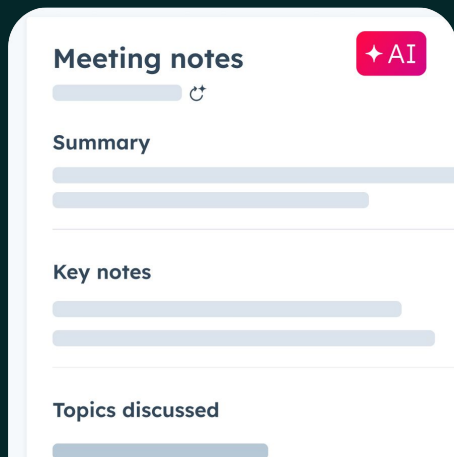 Meeting notes
AI
Summary
Key notes
Topics discussed